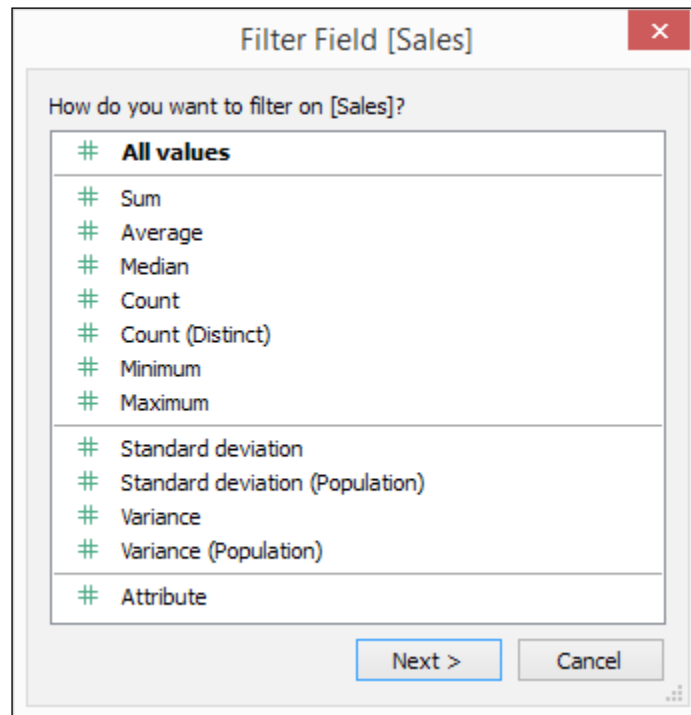 Filter Field [Sales]
How do you want to filter on [Sales]?
# All values
# Sum
# Average
# Median
# Count
# Count (Distinct)
# Minimum
# Maximum
# Standard deviation
# Standard deviation (Population)
# Variance
# Variance (Population)
# Attribute
Next > Cancel